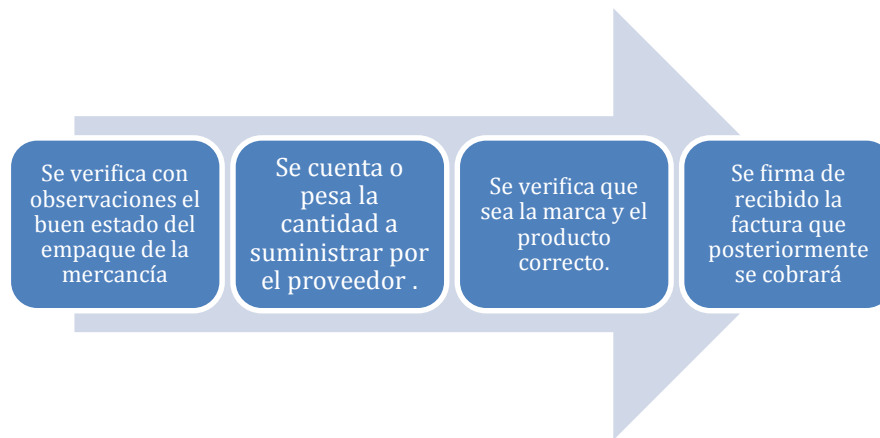 Se verifica con
observaciones el
buen estado del
empaque de la
mercancía
Se cuenta o
pesa la
cantidad a
suministrar por
el proveedor .
Se verifica que
sea la marca y el
producto
correcto.
Se firma de
recibido la
factura que
posteriormente
se cobrará